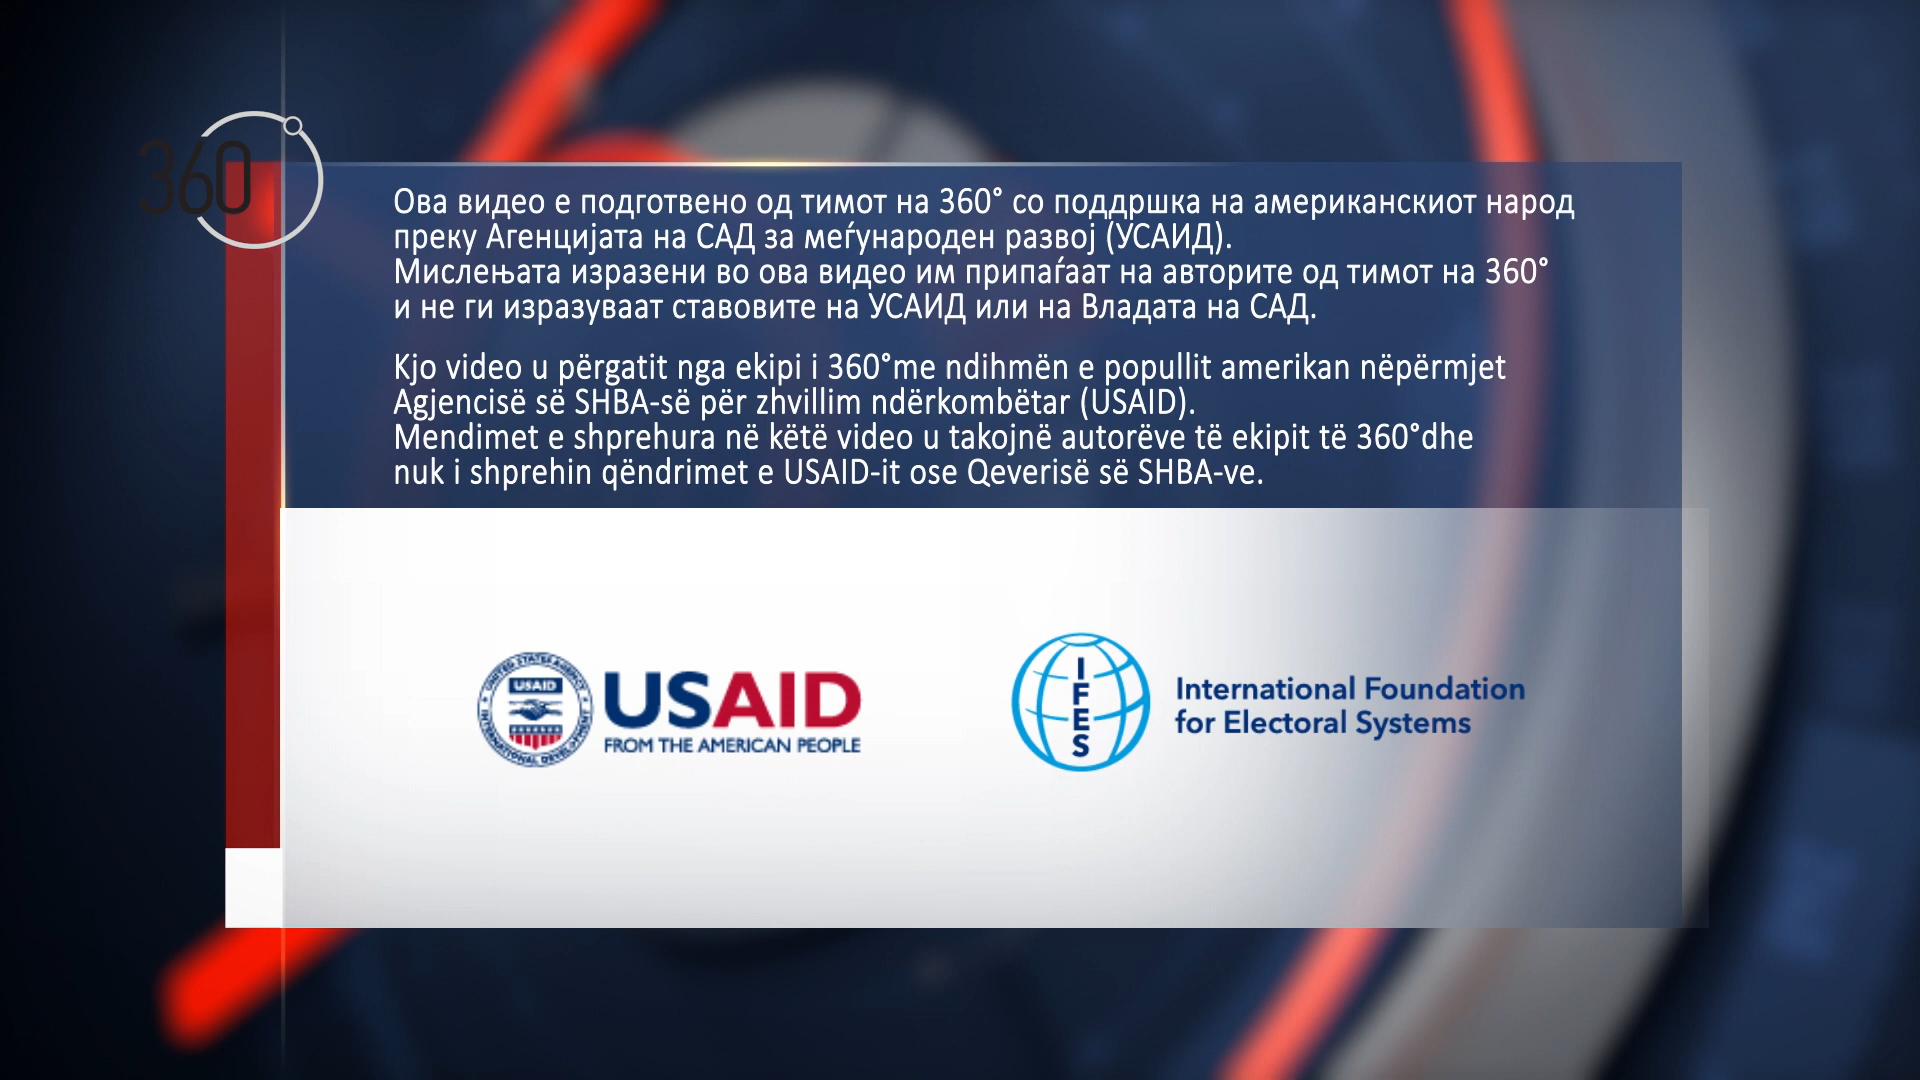 360
Ова видео е подготвено од тимот на 360° со поддршка на американскиот народ
преку Агенцијата на САД за меѓународен развој (УСАИД).
Мислењата изразени во ова видео им припаѓаат на авторите од тимот на 360°
и не ги изразуваат ставовите на УСАИД или на Владата на САД.
Kjo video u përgatit nga ekipi i 360°me ndihmën e popullit amerikan nëpërmjet
Agjencisë së SHBA-së për zhvillim ndërkombëtar (USAID).
Mendimet e shprehura në këtë video u takojnë autorëve të ekipit të 360°dhe
nuk i shprehin qëndrimet e USAID-it ose Qeverisë së SHBA-ve.
UNITED STATES AGENCY
USAID
INTERNATIONAL DEVELOPMENT
USAID
FROM THE AMERICAN PEOPLE
IFES
International Foundation
for Electoral Systems